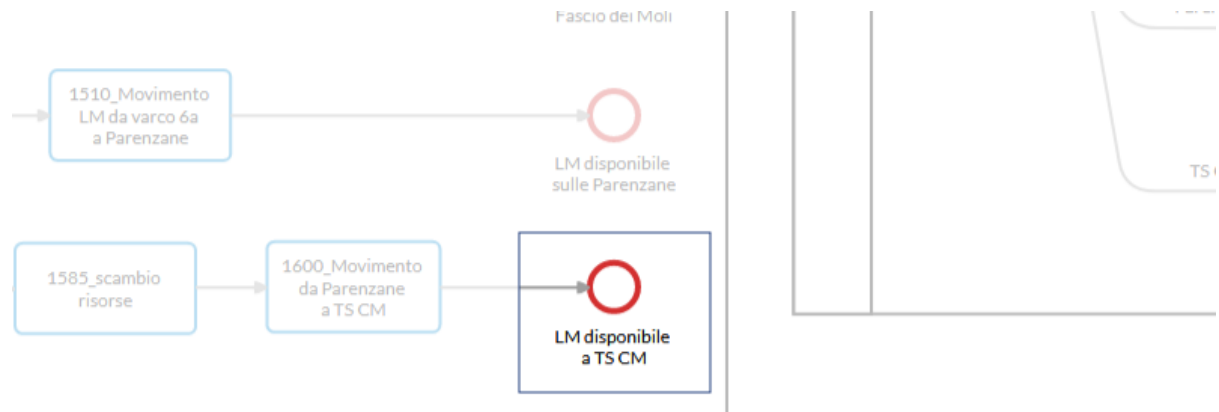 Fascio dei Moli
1510_Movimento
LM da varco 6a
a Parenzane
LM disponibile
sulle Parenzane
TS
1585_scambio
risorse
1600_Movimento
da Parenzane
a TS CM
LM disponibile
a TS CM